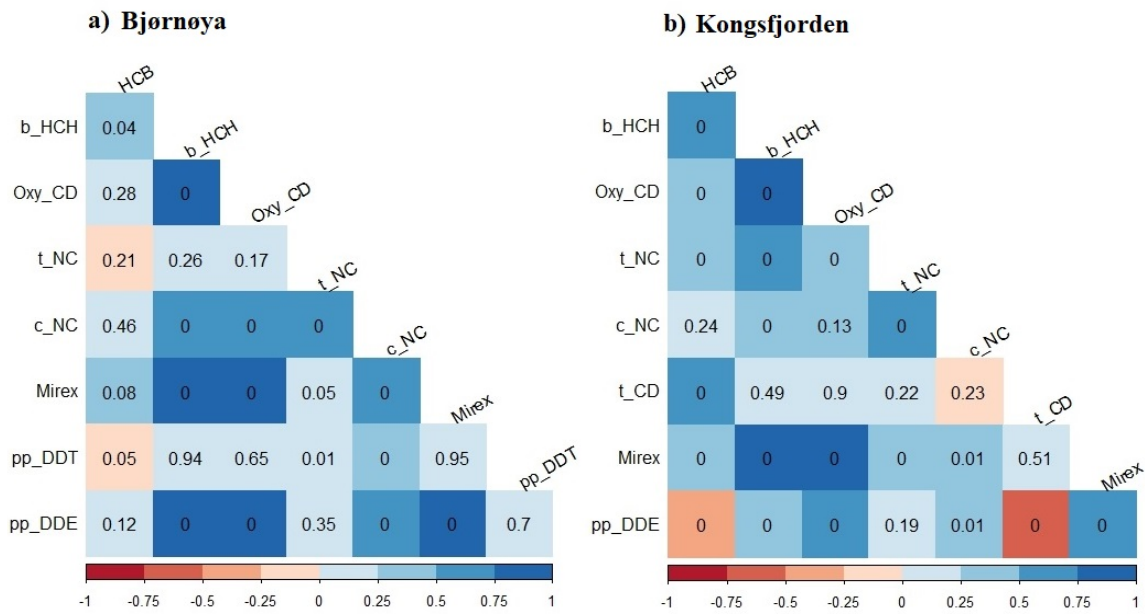 a) Bjørnøya
b) Kongsfjorden
HCB
b_HCH 0.04 b_HCH
Oxy_CD 0.28 0 Oxy_CD
t_NC 0.21 0.26 0.17 t_NC
c_NC 0.46 0 0 0 c_NC
Mirex 0.08 0 0 0.05 0 Mirex
pp_DDT 0.05 0.94 0.65 0.01 0 0.95 pp_DDT
pp_DDE 0.12 0 0 0.35 0 0 0.7
-1 -0.75 -0.5 -0.25 0 0.25 0.5 0.75 1
HCB
b_HCH 0 b_HCH
Oxy_CD 0 0 Oxy_CD
t_NC 0 0 0 t_NC
c_NC 0.24 0 0.13 0 c_NC
t_CD 0 0.49 0.9 0.22 0.23 t_CD
Mirex 0 0 0 0 0.01 0.51 Mirex
pp_DDE 0 0 0 0.19 0.01 0 0
-1 -0.75 -0.5 -0.25 0 0.25 0.5 0.75 1